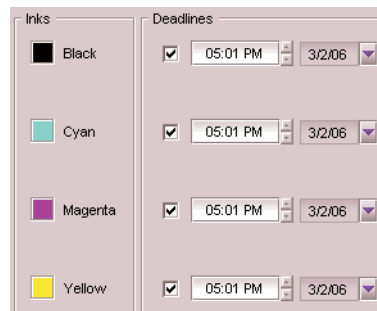 Inks Deadlines
Black 05:01 PM 3/2/06
Cyan 05:01 PM 3/2/06
Magenta 05:01 PM 3/2/06
Yellow 05:01 PM 3/2/06